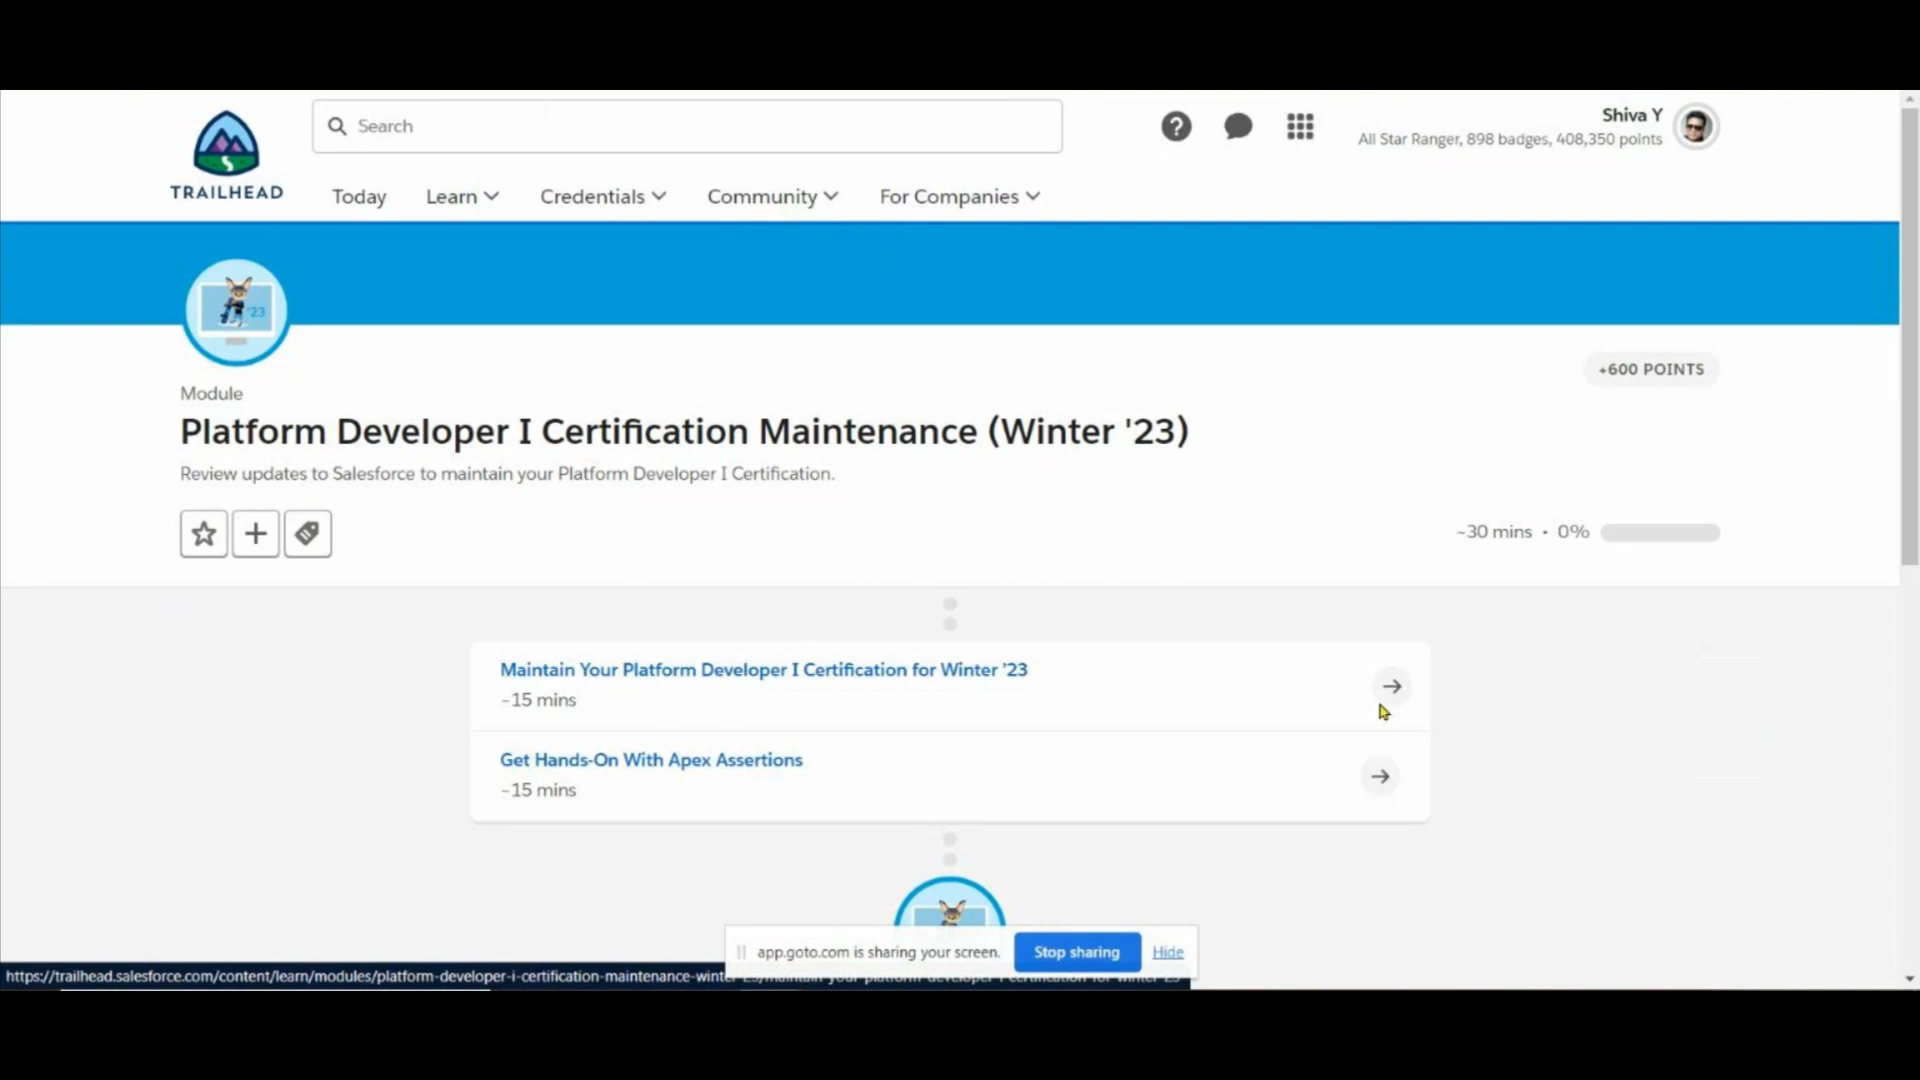 Search
Shiva Y
All Star Ranger, 898 badges, 408,350 points
TRAILHEAD
Today
Learn
Credentials
Community
For Companies
'23
+600 POINTS
Module
Platform Developer I Certification Maintenance (Winter '23)
Review updates to Salesforce to maintain your Platform Developer I Certification.
~30 mins · 0%
Maintain Your Platform Developer I Certification for Winter '23
~15 mins
Get Hands-On With Apex Assertions
~15 mins
app.goto.com is sharing your screen.
Stop sharing
Hide
https://trailhead.salesforce.com/content/learn/modules/platform-developer-i-certification-maintenance-wint